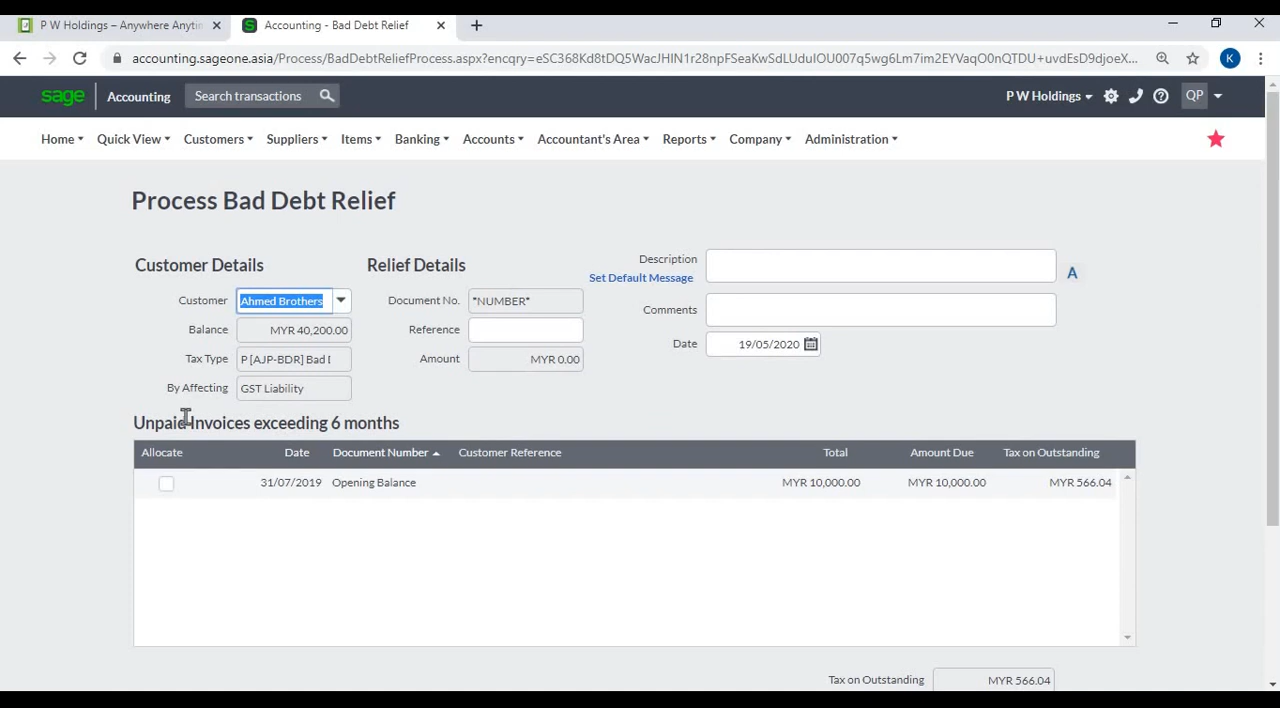 P W Holdings – Anywhere Anyti
Accounting - Bad Debt Relief
accounting.sageone.asia/Process/BadDebtReliefProcess.aspx?encqry=eSC368Kd8tDQ5WacJHIN1r28npFSeaKwSdLUduIOU007q5wg6Lm7im2EYVaqO0nQTDU+uvdEsD9djoeX...
K
sage Accounting Search transactions P W Holdings QP
Home Quick View Customers Suppliers Items Banking Accounts Accountant's Area Reports Company Administration
Process Bad Debt Relief
Customer Details
Customer Ahmed Brothers
Balance MYR 40,200.00
Tax Type P [AJP-BDR] Bad D
By Affecting GST Liability
Relief Details
Document No. *NUMBER*
Reference
Amount MYR 0.00
Description
Set Default Message
A
Comments
Date 19/05/2020
Unpaid Invoices exceeding 6 months
Allocate Date Document Number Customer Reference Total Amount Due Tax on Outstanding
31/07/2019 Opening Balance MYR 10,000.00 MYR 10,000.00 MYR 566.04
Tax on Outstanding MYR 566.04